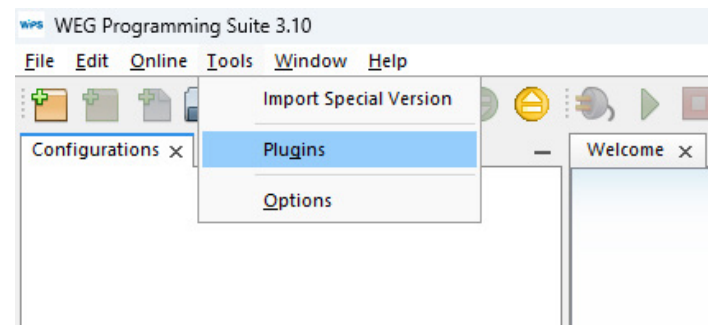 WPS WEG Programming Suite 3.10
File Edit Online Tools Window Help
Import Special Version
Configurations × Plugins Welcome ×
Options